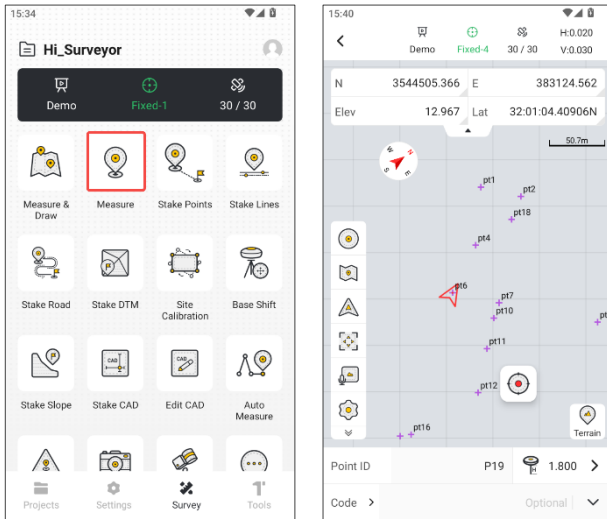 15:34
Hi_Surveyor
Demo Fixed-1 30 / 30
Measure & Draw
Measure
Stake Points
Stake Lines
Stake Road
Stake DTM
Site Calibration
Base Shift
CAD
CAD
Stake Slope
Stake CAD
Edit CAD
Auto Measure
Projects Settings Survey Tools
15:40
Demo Fixed-4 30 / 30 H:0.020 V:0.030
N 3544505.366 E 383124.562
Elev 12.967 Lat 32:01:04.40906N
50.7m
W N
S E
pt1
pt2
pt18
pt4
pt6
pt7
pt10
pt
pt11
pt12
pt16
Terrain
Point ID P19 1.800
Code Optional